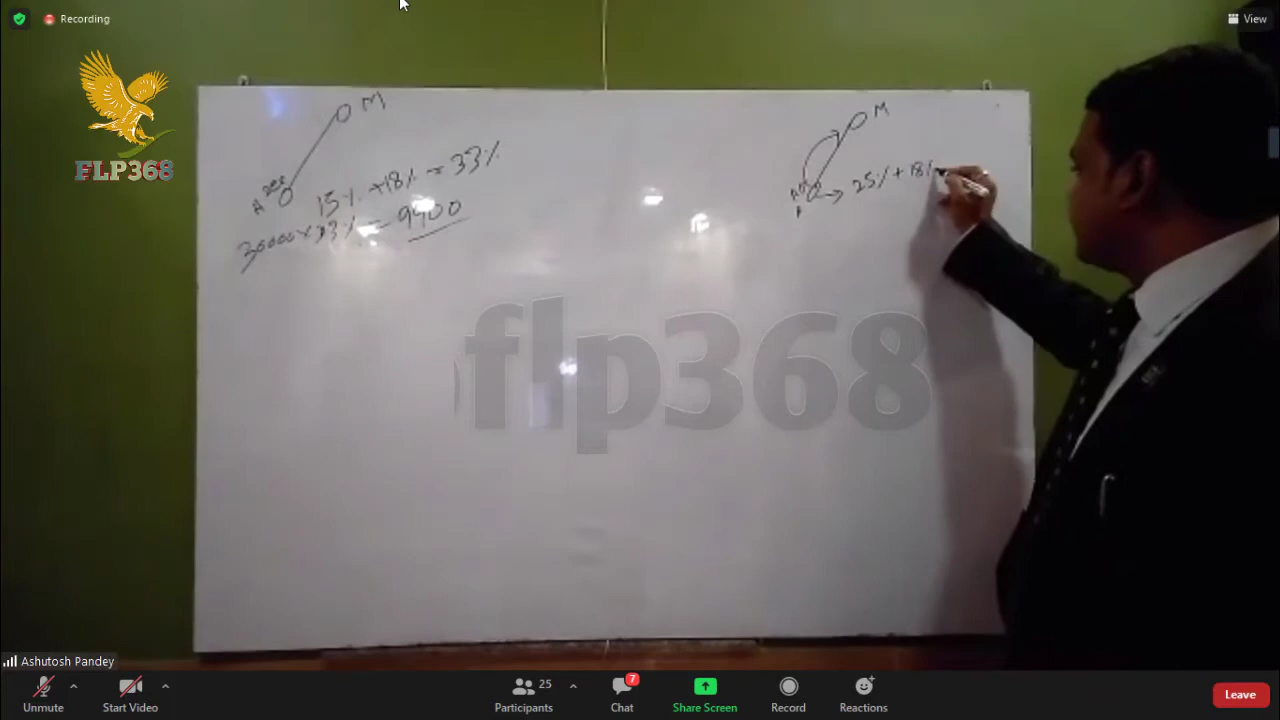 Recording
View
FLP368
M
A
15% + 18% = 33%
30000 × 33% = 9900
M
A
25% + 18%
flp368
Ashutosh Pandey
Unmute
Start Video
Participants
25
Chat
7
Share Screen
Record
Reactions
Leave